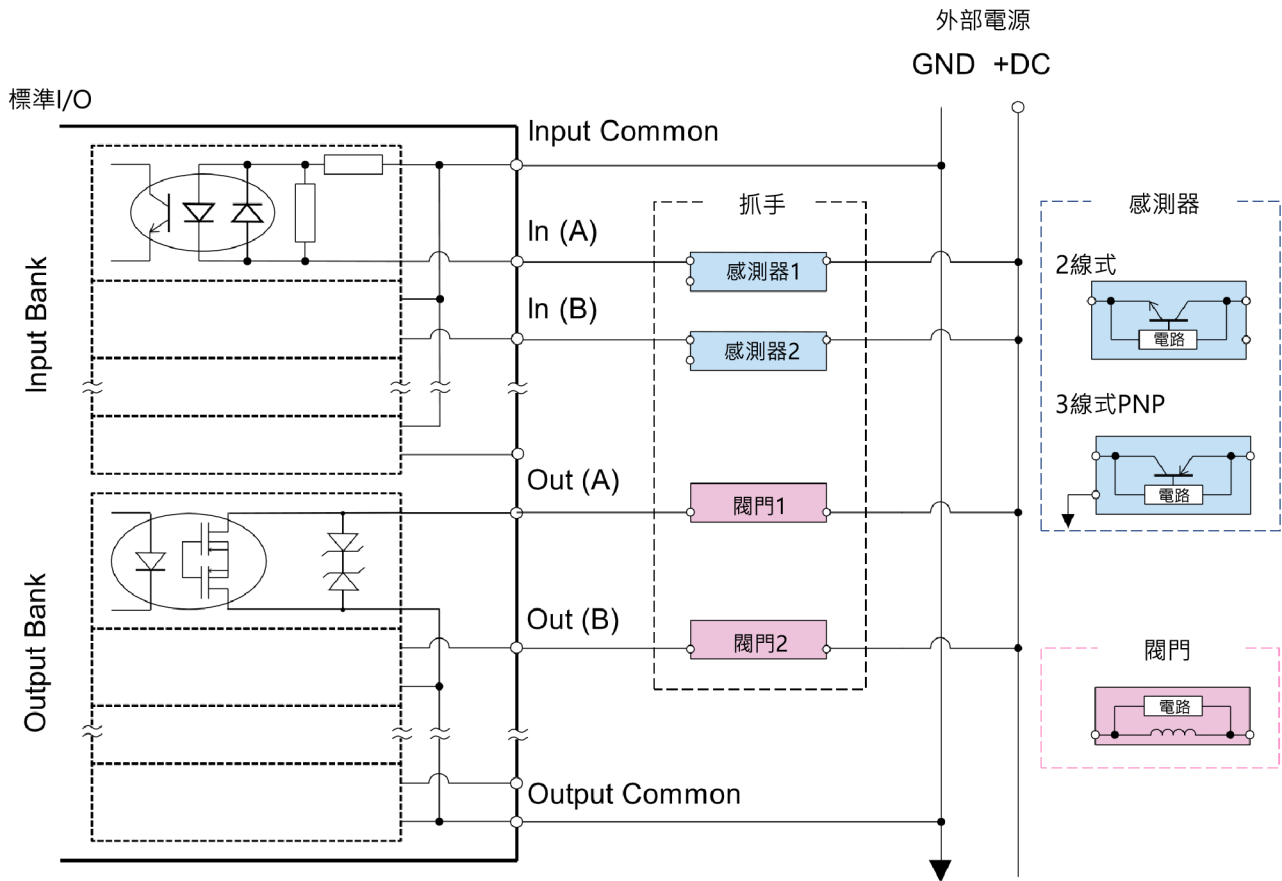 外部電源
GND +DC
標準I/O
Input Common
抓手
感測器
In (A)
感測器1
2線式
Input Bank
In (B)
電路
感測器2
3線式PNP
Out (A)
閥門1
電路
Output Bank
Out (B)
閥門2
閥門
電路
Output Common